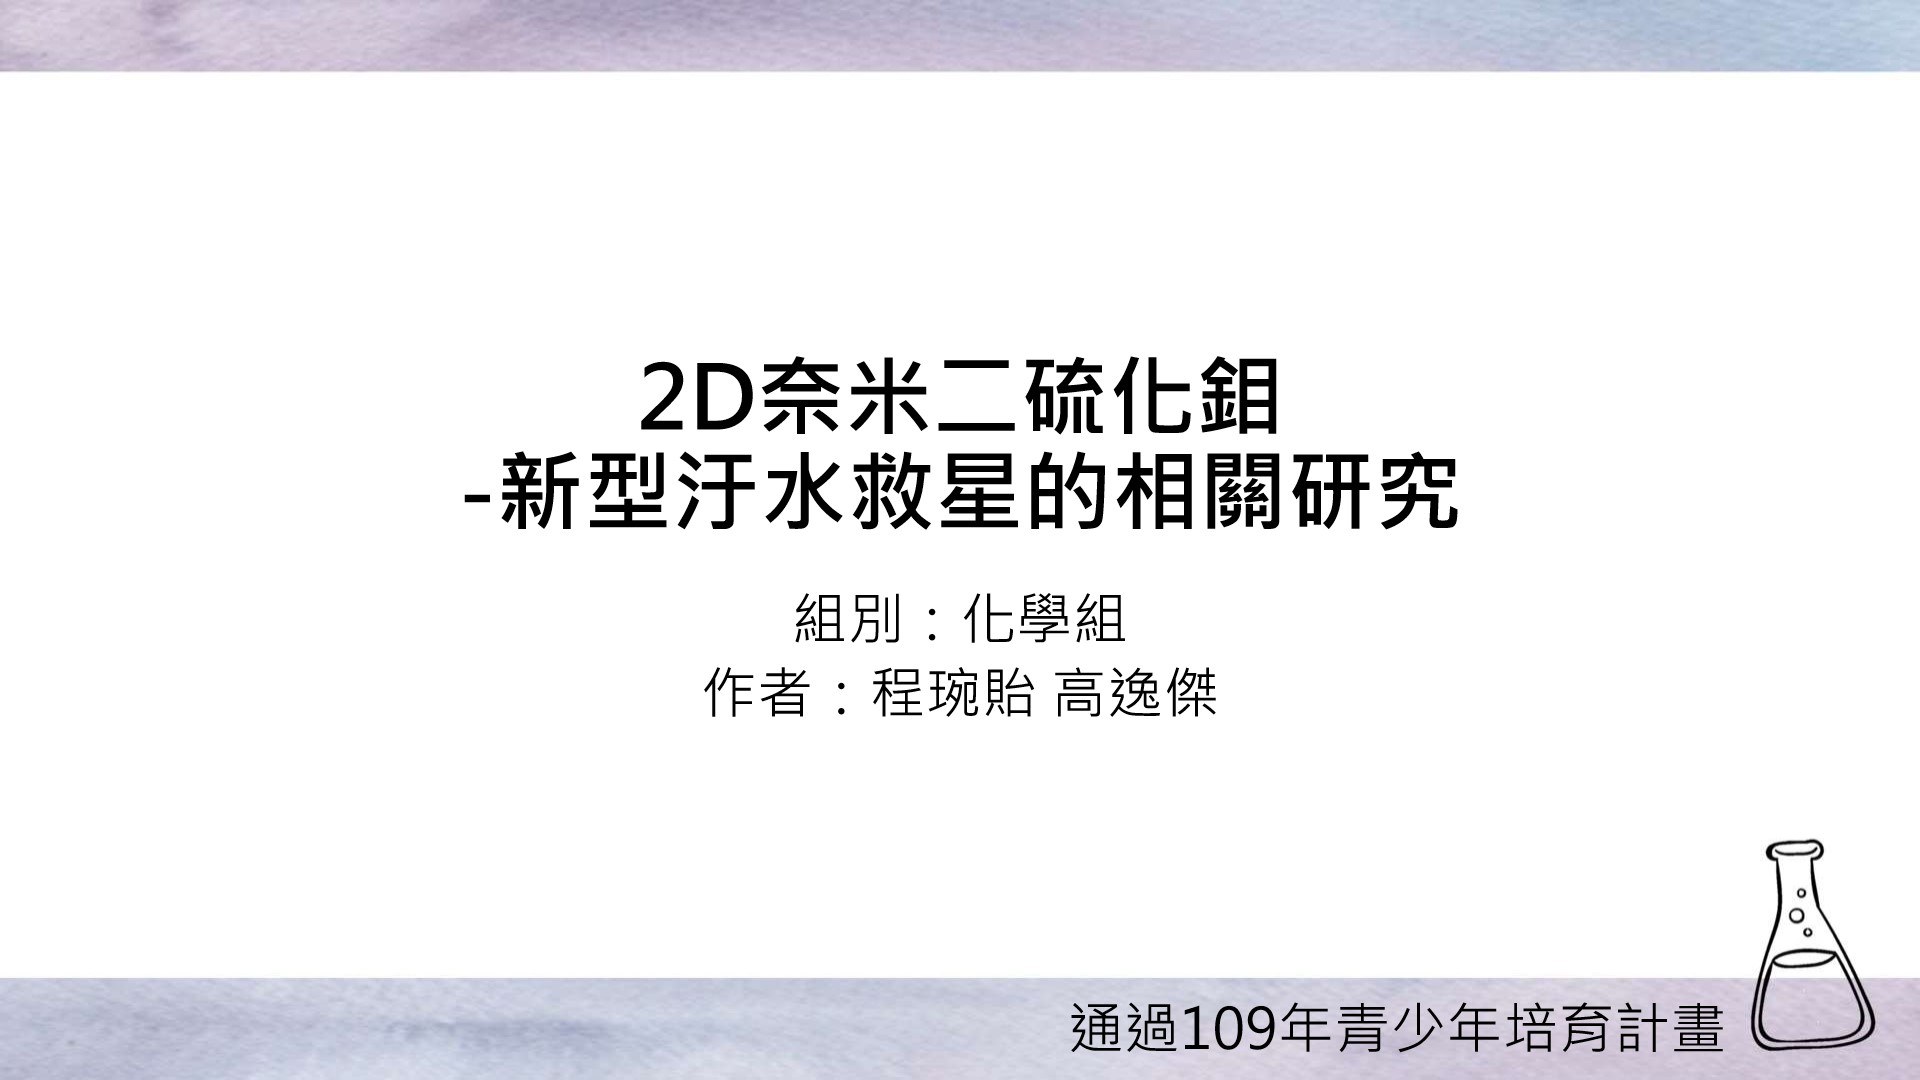 2D奈米二硫化鉬
-新型汙水救星的相關研究
組別：化學組
作者：程琬貽 高逸傑
通過109年青少年培育計畫